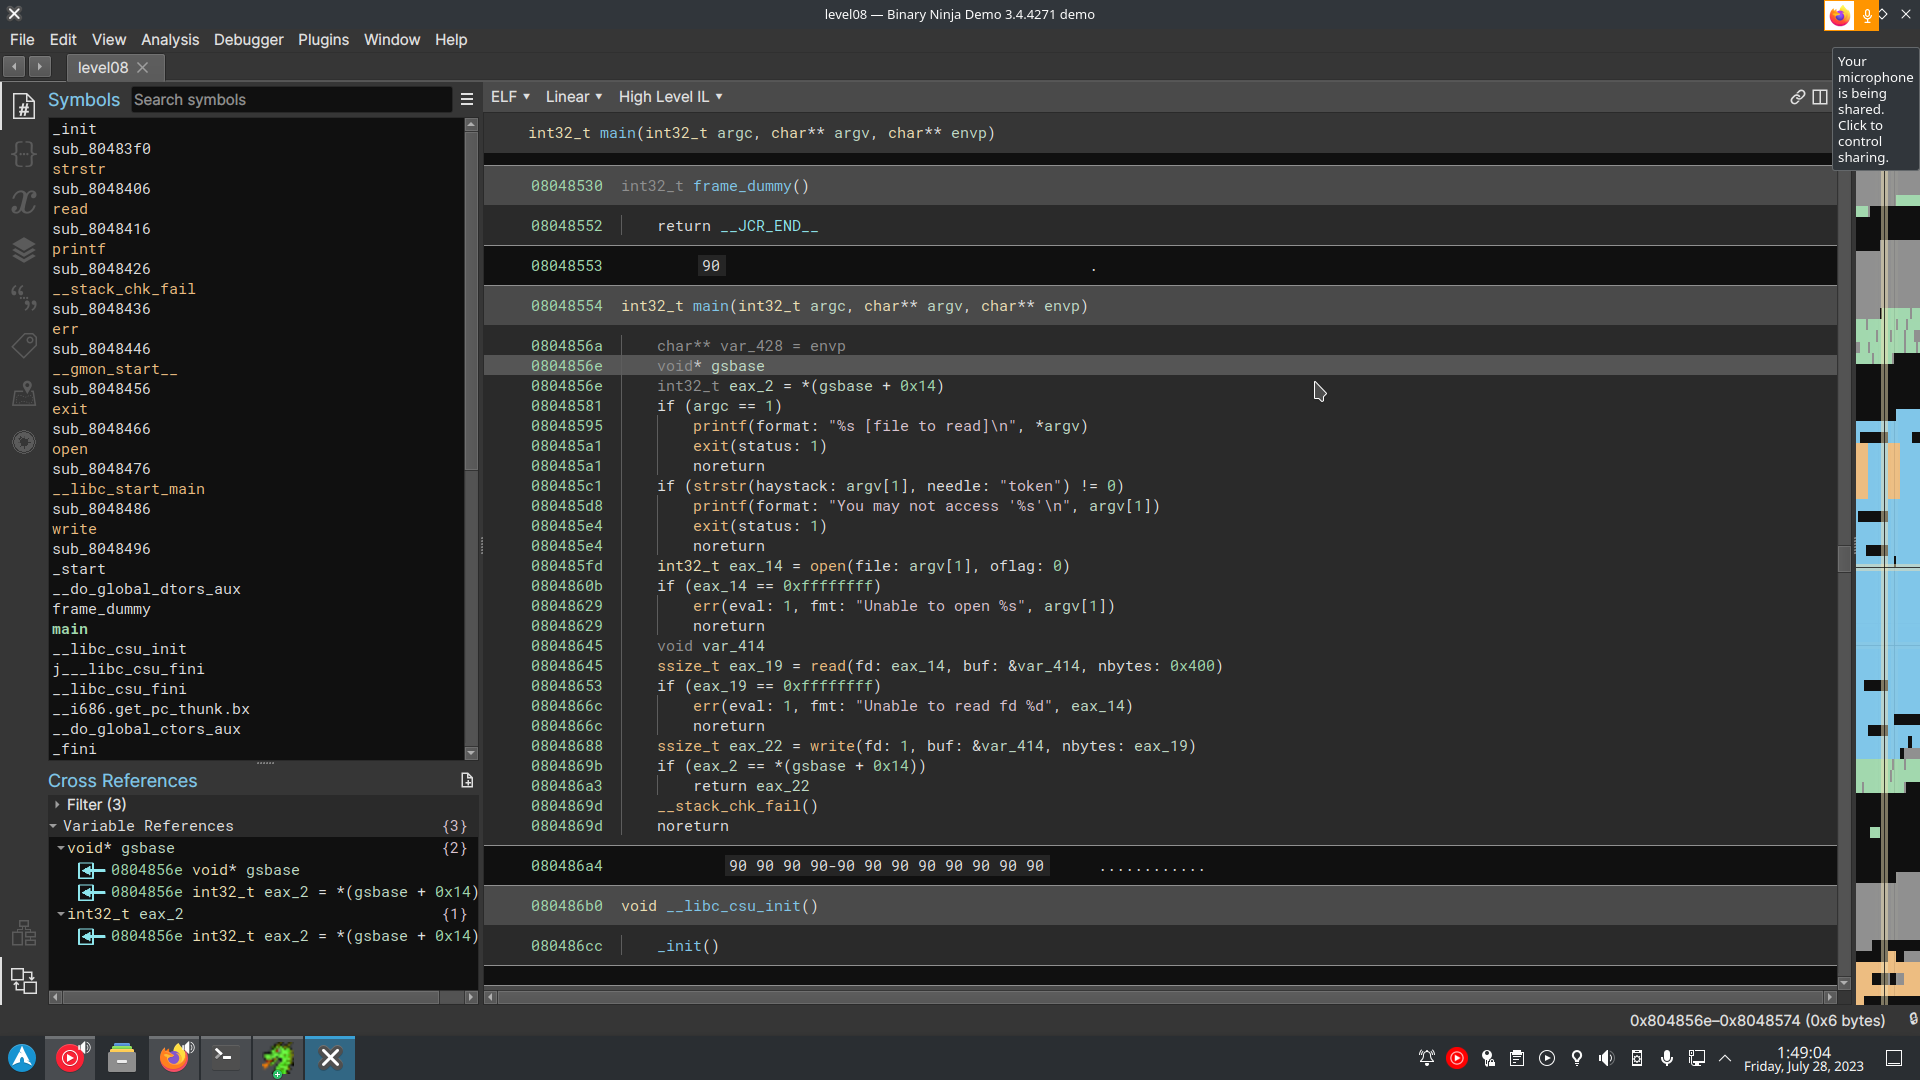 level08 — Binary Ninja Demo 3.4.4271 demo
File Edit View Analysis Debugger Plugins Window Help
level08
Your
microphone
is being
shared.
Click to
control
sharing.
Symbols
Search symbols
_init
sub_80483f0
strstr
sub_8048406
read
sub_8048416
printf
sub_8048426
__stack_chk_fail
sub_8048436
err
sub_8048446
__gmon_start__
sub_8048456
exit
sub_8048466
open
sub_8048476
__libc_start_main
sub_8048486
write
sub_8048496
_start
__do_global_dtors_aux
frame_dummy
main
__libc_csu_init
j___libc_csu_fini
__libc_csu_fini
__i686.get_pc_thunk.bx
__do_global_ctors_aux
_fini
Cross References
Filter (3)
Variable References {3}
void* gsbase {2}
0804856e void* gsbase
0804856e int32_t eax_2 = *(gsbase + 0x14)
int32_t eax_2 {1}
0804856e int32_t eax_2 = *(gsbase + 0x14)
ELF Linear High Level IL
int32_t main(int32_t argc, char** argv, char** envp)
08048530 int32_t frame_dummy()
08048552 return __JCR_END__
08048553 90 .
08048554 int32_t main(int32_t argc, char** argv, char** envp)
0804856a char** var_428 = envp
0804856e void* gsbase
0804856e int32_t eax_2 = *(gsbase + 0x14)
08048581 if (argc == 1)
08048595 printf(format: "%s [file to read]\n", *argv)
080485a1 exit(status: 1)
080485a1 noreturn
080485c1 if (strstr(haystack: argv[1], needle: "token") != 0)
080485d8 printf(format: "You may not access '%s'\n", argv[1])
080485e4 exit(status: 1)
080485e4 noreturn
080485fd int32_t eax_14 = open(file: argv[1], oflag: 0)
0804860b if (eax_14 == 0xffffffff)
08048629 err(eval: 1, fmt: "Unable to open %s", argv[1])
08048629 noreturn
08048645 void var_414
08048645 ssize_t eax_19 = read(fd: eax_14, buf: &var_414, nbytes: 0x400)
08048653 if (eax_19 == 0xffffffff)
0804866c err(eval: 1, fmt: "Unable to read fd %d", eax_14)
0804866c noreturn
08048688 ssize_t eax_22 = write(fd: 1, buf: &var_414, nbytes: eax_19)
0804869b if (eax_2 == *(gsbase + 0x14))
080486a3 return eax_22
0804869d __stack_chk_fail()
0804869d noreturn
080486a4 90 90 90 90-90 90 90 90 90 90 90 90 ............
080486b0 void __libc_csu_init()
080486cc _init()
0x804856e–0x8048574 (0x6 bytes)
1:49:04
Friday, July 28, 2023